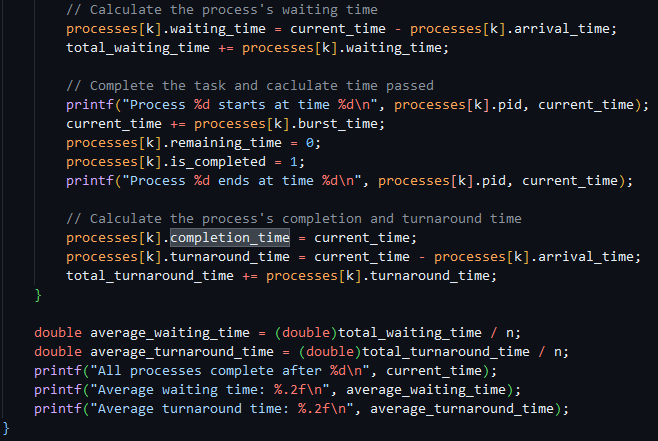 // Calculate the process's waiting time
processes[k].waiting_time = current_time - processes[k].arrival_time;
total_waiting_time += processes[k].waiting_time;
// Complete the task and caclulate time passed
printf("Process %d starts at time %d\n", processes[k].pid, current_time);
current_time += processes[k].burst_time;
processes[k].remaining_time = 0;
processes[k].is_completed = 1;
printf("Process %d ends at time %d\n", processes[k].pid, current_time);
// Calculate the process's completion and turnaround time
processes[k].completion_time = current_time;
processes[k].turnaround_time = current_time - processes[k].arrival_time;
total_turnaround_time += processes[k].turnaround_time;
}
double average_waiting_time = (double)total_waiting_time / n;
double average_turnaround_time = (double)total_turnaround_time / n;
printf("All processes complete after %d\n", current_time);
printf("Average waiting time: %.2f\n", average_waiting_time);
printf("Average turnaround time: %.2f\n", average_turnaround_time);
}